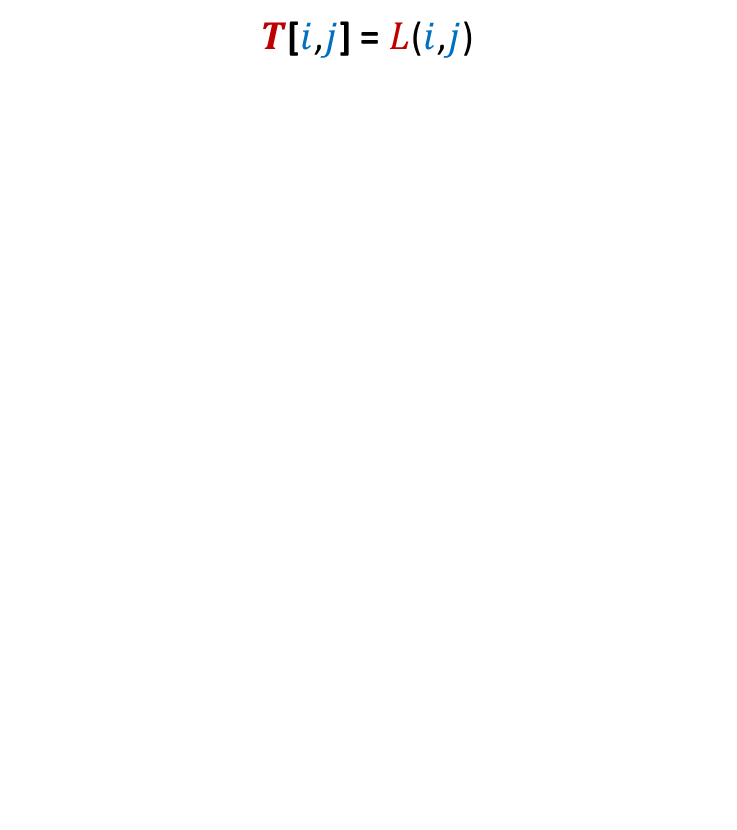 T[i,j] = L(i,j)